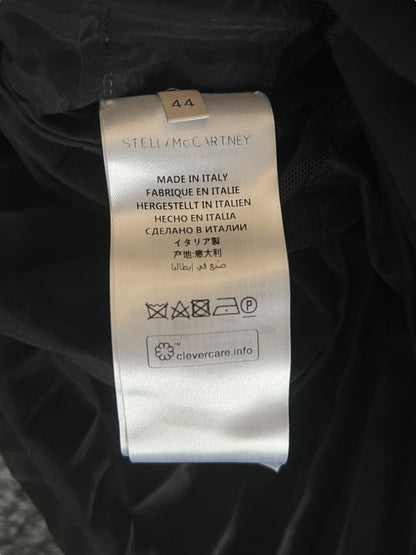 44
STELLA McCARTNEY
MADE IN ITALY
FABRIQUE EN ITALIE
HERGESTELLT IN ITALIEN
HECHO EN ITALIA
СДЕЛАНО В ИТАЛИИ
イタリア製
产地:意大利
صنع في إيطاليا
P
TM
clevercare.info